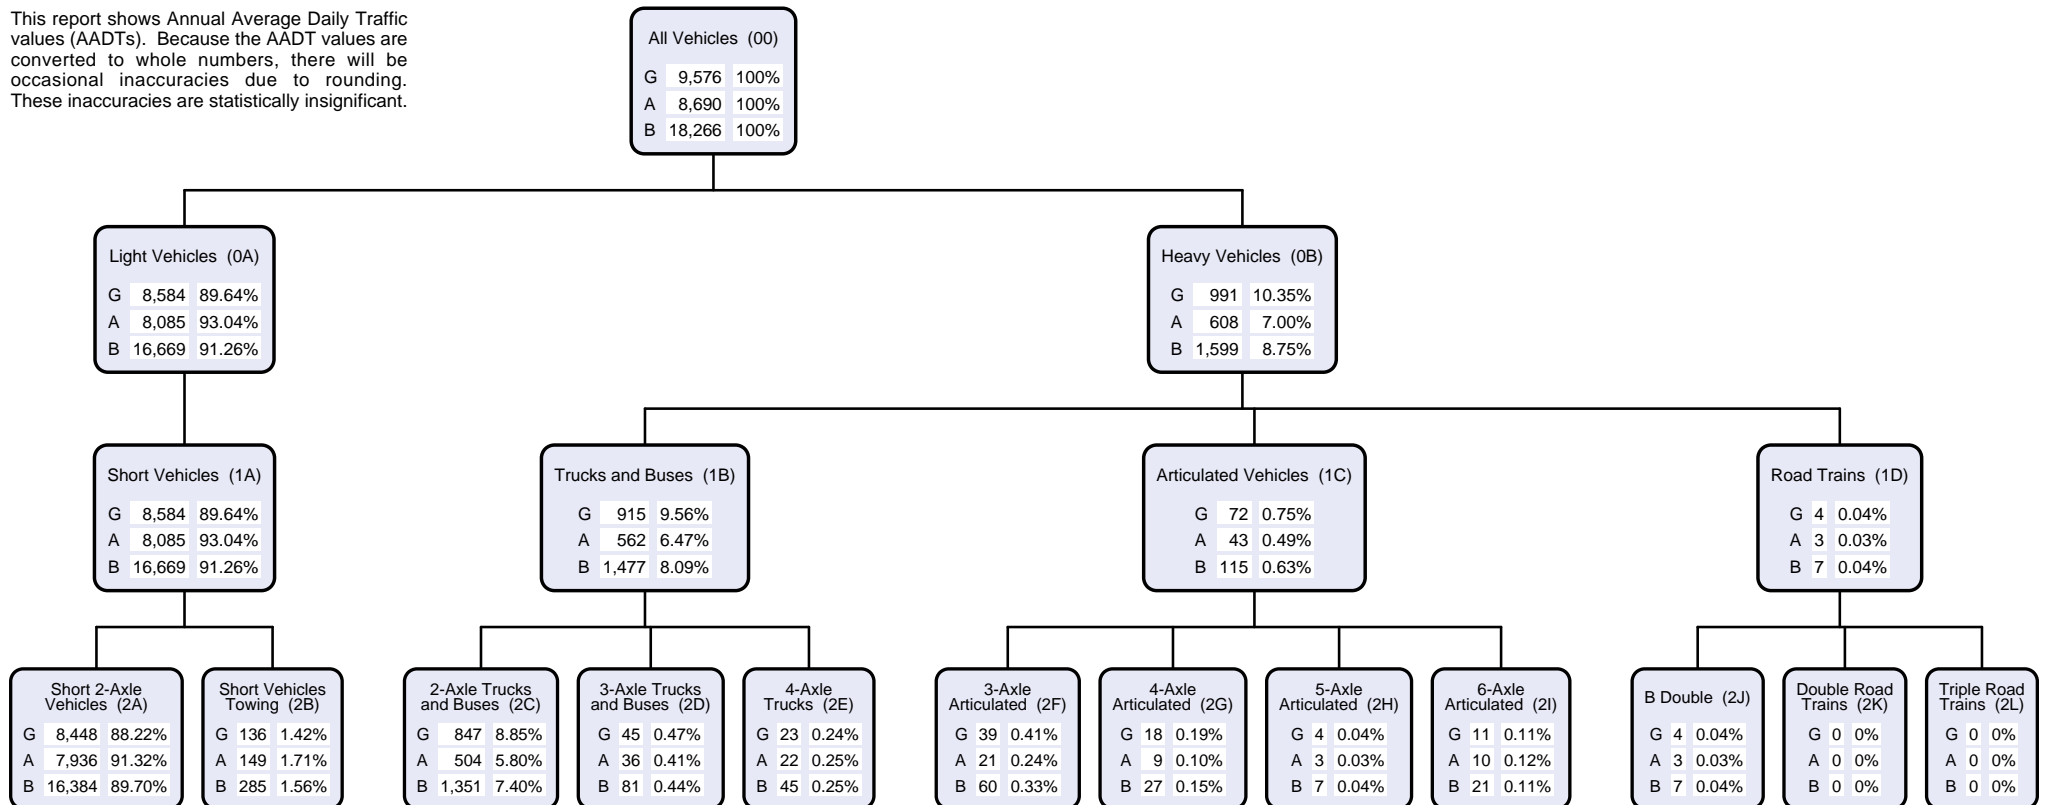 This report shows Annual Average Daily Traffic
values (AADTs). Because the AADT values are
converted to whole numbers, there will be
occasional inaccuracies due to rounding.
These inaccuracies are statistically insignificant.
All Vehicles (00)
G 9,576 100%
A 8,690 100%
B 18,266 100%
Light Vehicles (0A)
G 8,584 89.64%
A 8,085 93.04%
B 16,669 91.26%
Heavy Vehicles (0B)
G 991 10.35%
A 608 7.00%
B 1,599 8.75%
Short Vehicles (1A)
G 8,584 89.64%
A 8,085 93.04%
B 16,669 91.26%
Trucks and Buses (1B)
G 915 9.56%
A 562 6.47%
B 1,477 8.09%
Articulated Vehicles (1C)
G 72 0.75%
A 43 0.49%
B 115 0.63%
Road Trains (1D)
G 4 0.04%
A 3 0.03%
B 7 0.04%
Short 2-Axle
Vehicles (2A)
G 8,448 88.22%
A 7,936 91.32%
B 16,384 89.70%
Short Vehicles
Towing (2B)
G 136 1.42%
A 149 1.71%
B 285 1.56%
2-Axle Trucks
and Buses (2C)
G 847 8.85%
A 504 5.80%
B 1,351 7.40%
3-Axle Trucks
and Buses (2D)
G 45 0.47%
A 36 0.41%
B 81 0.44%
4-Axle
Trucks (2E)
G 23 0.24%
A 22 0.25%
B 45 0.25%
3-Axle
Articulated (2F)
G 39 0.41%
A 21 0.24%
B 60 0.33%
4-Axle
Articulated (2G)
G 18 0.19%
A 9 0.10%
B 27 0.15%
5-Axle
Articulated (2H)
G 4 0.04%
A 3 0.03%
B 7 0.04%
6-Axle
Articulated (2I)
G 11 0.11%
A 10 0.12%
B 21 0.11%
B Double (2J)
G 4 0.04%
A 3 0.03%
B 7 0.04%
Double Road
Trains (2K)
G 0 0%
A 0 0%
B 0 0%
Triple Road
Trains (2L)
G 0 0%
A 0 0%
B 0 0%